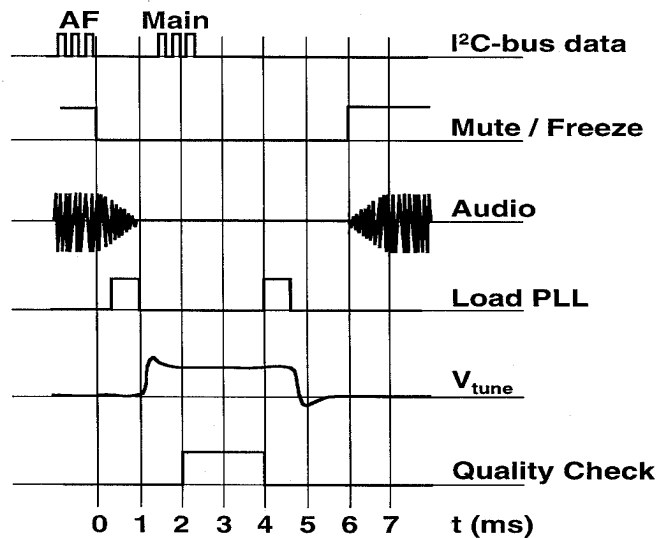 AF Main
I²C-bus data
Mute / Freeze
Audio
Load PLL
Vtune
Quality Check
0 1 2 3 4 5 6 7 t (ms)